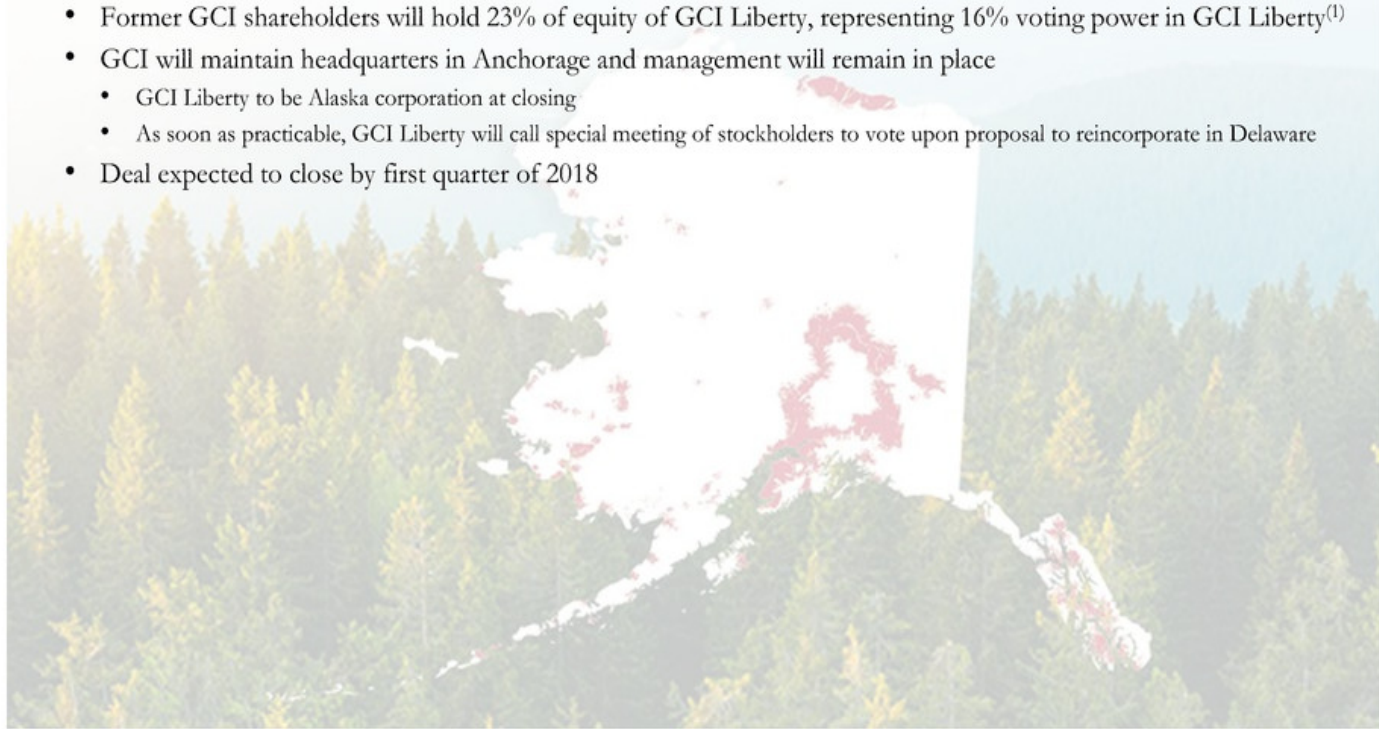 • Former GCI shareholders will hold 23% of equity of GCI Liberty, representing 16% voting power in GCI Liberty(1)
• GCI will maintain headquarters in Anchorage and management will remain in place
• GCI Liberty to be Alaska corporation at closing
• As soon as practicable, GCI Liberty will call special meeting of stockholders to vote upon proposal to reincorporate in Delaware
• Deal expected to close by first quarter of 2018